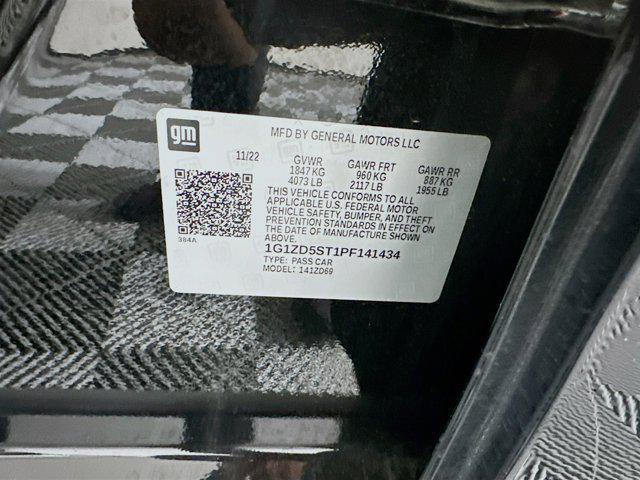 gm
MFD BY GENERAL MOTORS LLC
11/22
GVWR
1847 KG
4073 LB
GAWR FRT
960 KG
2117 LB
GAWR RR
887 KG
1955 LB
THIS VEHICLE CONFORMS TO ALL
APPLICABLE U.S. FEDERAL MOTOR
VEHICLE SAFETY, BUMPER, AND THEFT
PREVENTION STANDARDS IN EFFECT ON
THE DATE OF MANUFACTURE SHOWN
ABOVE.
384A
1G1ZD5ST1PF141434
TYPE: PASS CAR
MODEL: 141ZD69